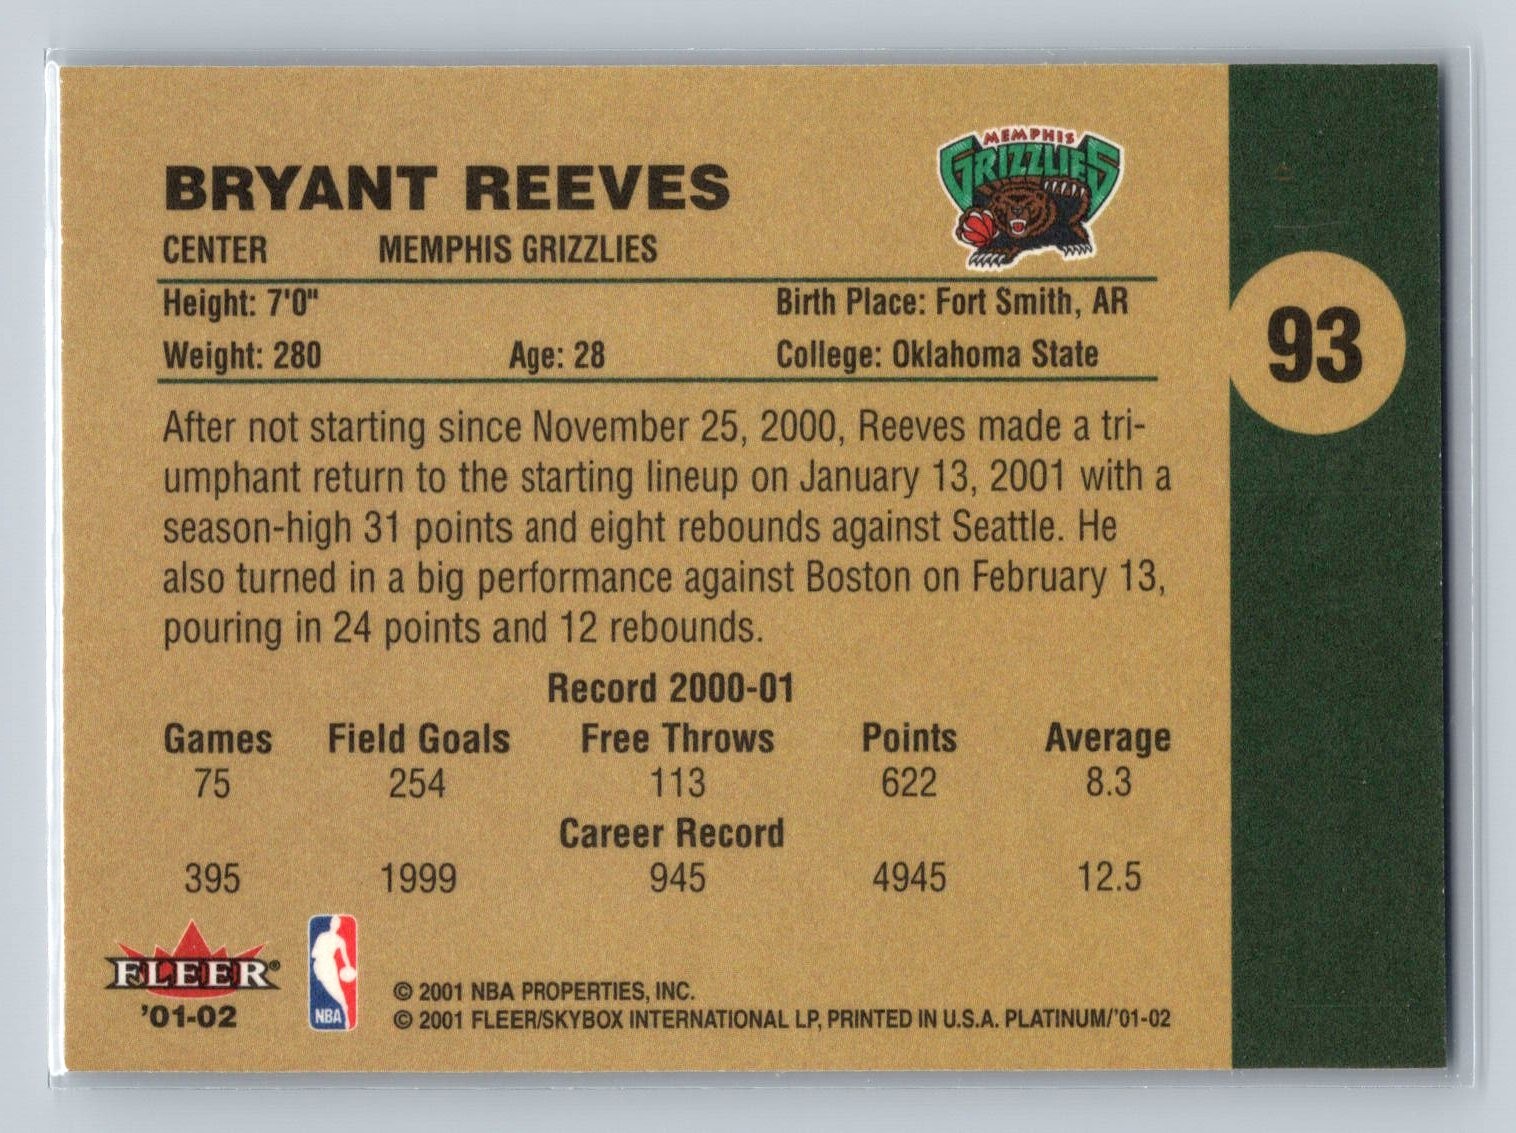 BRYANT REEVES
MEMPHIS
GRIZZLIES
CENTER MEMPHIS GRIZZLIES
Height: 7'0" Birth Place: Fort Smith, AR
93
Weight: 280 Age: 28 College: Oklahoma State
After not starting since November 25, 2000, Reeves made a tri-
umphant return to the starting lineup on January 13, 2001 with a
season-high 31 points and eight rebounds against Seattle. He
also turned in a big performance against Boston on February 13,
pouring in 24 points and 12 rebounds.
Record 2000-01
Games Field Goals Free Throws Points Average
75 254 113 622 8.3
Career Record
395 1999 945 4945 12.5
FLEER®
'01-02
NBA
© 2001 NBA PROPERTIES, INC.
© 2001 FLEER/SKYBOX INTERNATIONAL LP, PRINTED IN U.S.A. PLATINUM/'01-02